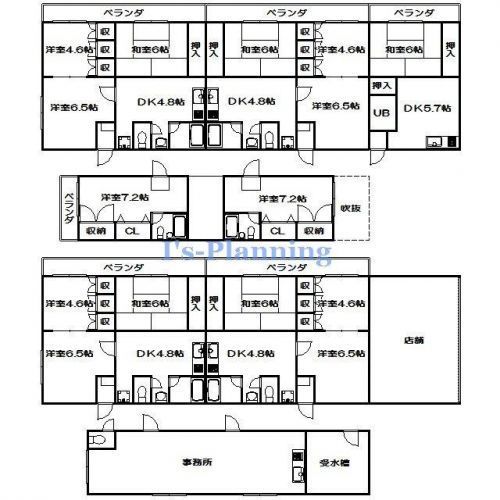 ベランダ ベランダ ベランダ
洋室4.6帖 収 収 収 和室6 押入 和室6 収 収 収 洋室4.6帖 和室6 押入
洋室6.5帖 DK4.8帖 DK4.8帖 洋室6.5帖 押入 UB DK5.7帖
ベランダ 洋室7.2帖 洋室7.2帖 吹抜
収納 CL CL 収納
I's-Planning
ベランダ ベランダ
洋室4.6帖 収 収 収 和室6 押入 和室6 収 収 収 洋室4.6帖
洋室6.5帖 DK4.8帖 DK4.8帖 洋室6.5帖 店舗
事務所 受水槽